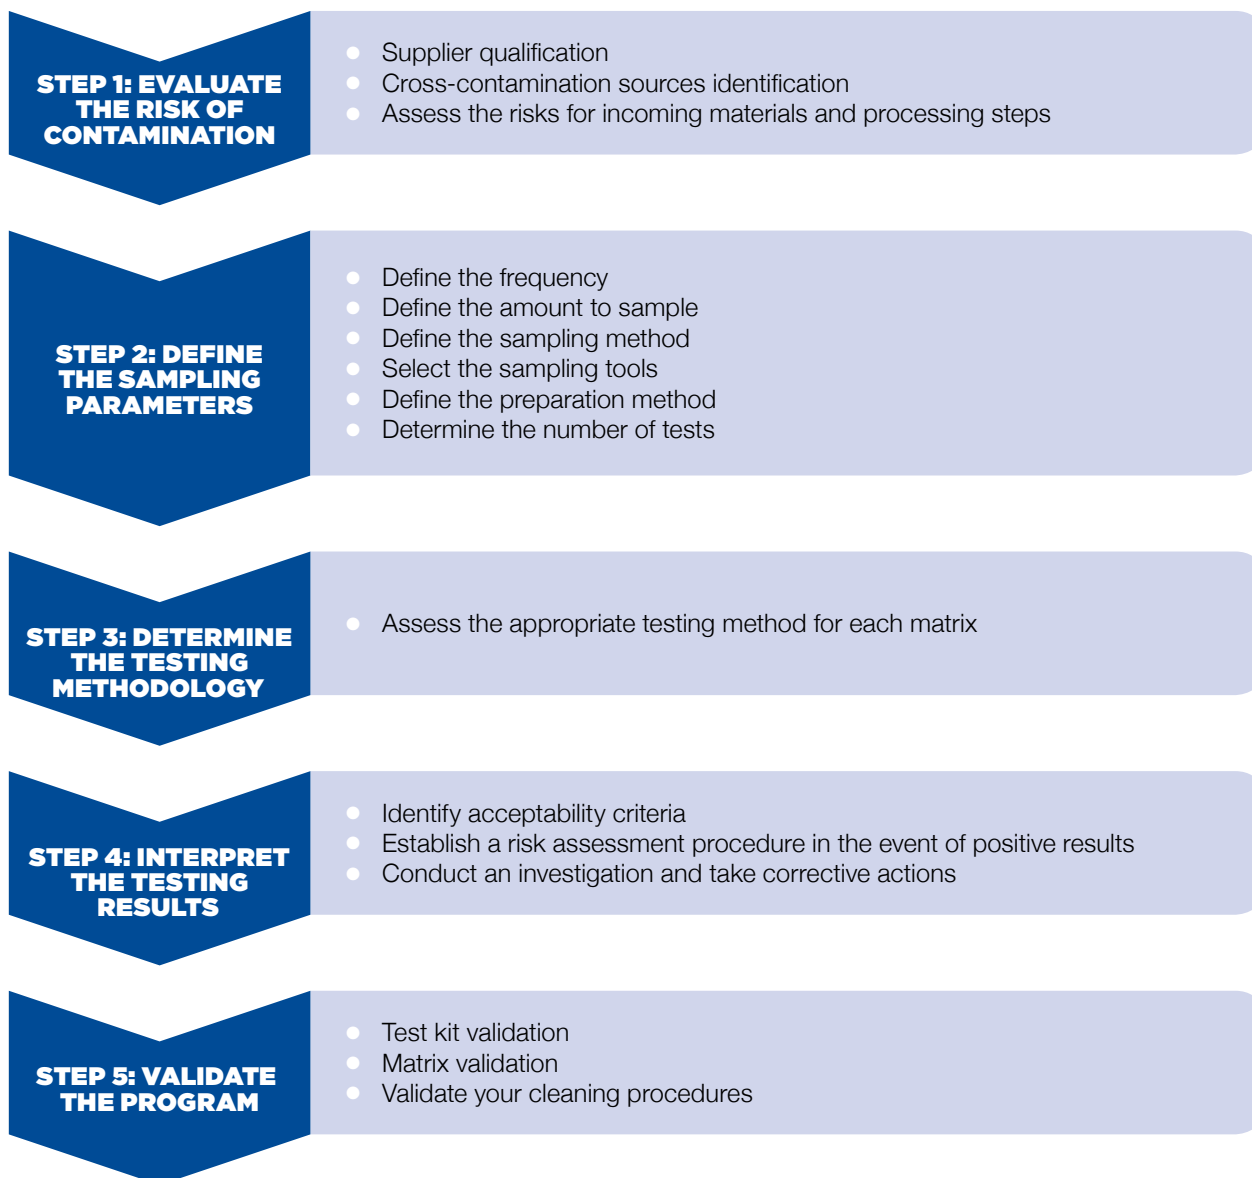 STEP 1: EVALUATE
THE RISK OF
CONTAMINATION
Supplier qualification
Cross-contamination sources identification
Assess the risks for incoming materials and processing steps
STEP 2: DEFINE
THE SAMPLING
PARAMETERS
Define the frequency
Define the amount to sample
Define the sampling method
Select the sampling tools
Define the preparation method
Determine the number of tests
STEP 3: DETERMINE
THE TESTING
METHODOLOGY
Assess the appropriate testing method for each matrix
STEP 4: INTERPRET
THE TESTING
RESULTS
Identify acceptability criteria
Establish a risk assessment procedure in the event of positive results
Conduct an investigation and take corrective actions
STEP 5: VALIDATE
THE PROGRAM
Test kit validation
Matrix validation
Validate your cleaning procedures